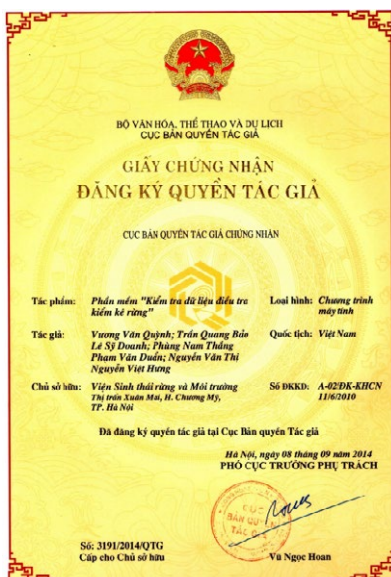 BỘ VĂN HÓA, THỂ THAO VÀ DU LỊCH
CỤC BẢN QUYỀN TÁC GIẢ
GIẤY CHỨNG NHẬN
ĐĂNG KÝ QUYỀN TÁC GIẢ
CỤC BẢN QUYỀN TÁC GIẢ CHỨNG NHẬN
Tác phẩm: Phần mềm "Kiểm tra dữ liệu điều tra kiểm kê rừng" Loại hình: Chương trình máy tính
Tác giả: Vương Văn Quỳnh; Trần Quang Bảo Quốc tịch: Việt Nam
Lê Sỹ Doanh; Phùng Nam Thắng
Phạm Văn Duẩn; Nguyễn Văn Thị
Nguyễn Việt Hưng
Chủ sở hữu: Viện Sinh thái rừng và Môi trường Số ĐKKD: A-02/ĐK-KHCN
Thị trấn Xuân Mai, H. Chương Mỹ, 11/6/2010
TP. Hà Nội
Đã đăng ký quyền tác giả tại Cục Bản quyền Tác giả
Hà Nội, ngày 08 tháng 09 năm 2014
PHÓ CỤC TRƯỞNG PHỤ TRÁCH
CỤC
BẢN QUYỀN
TÁC GIẢ
Số: 3191/2014/QTG
Cấp cho Chủ sở hữu Vũ Ngọc Hoan